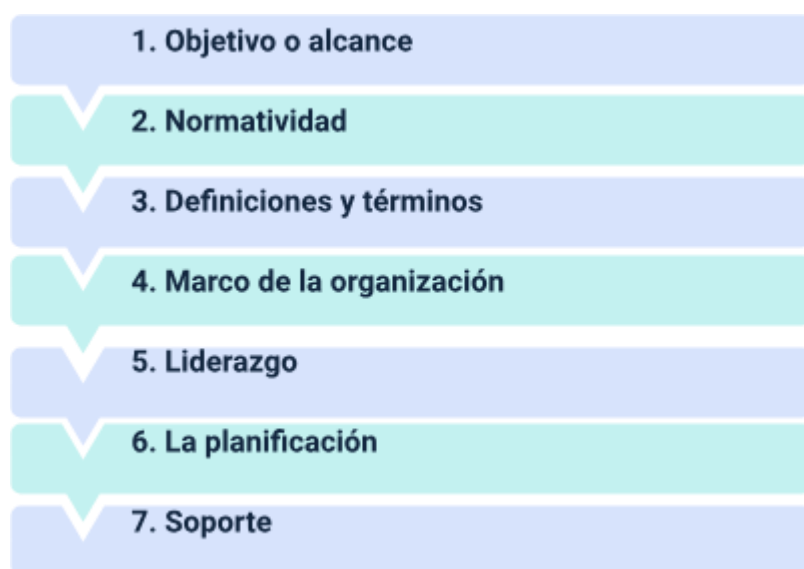 1. Objetivo o alcance
2. Normatividad
3. Definiciones y términos
4. Marco de la organización
5. Liderazgo
6. La planificación
7. Soporte